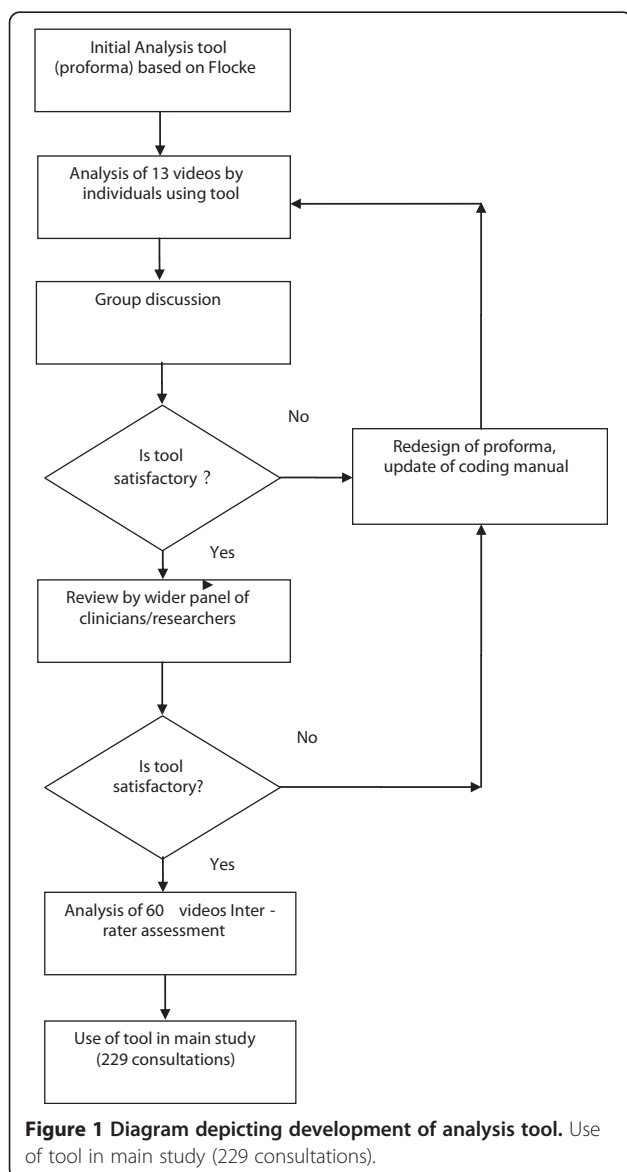 Initial Analysis tool
(proforma) based on Flocke
Analysis of 13 videos by
individuals using tool
Group discussion
No
Is tool
satisfactory ?
Redesign of proforma,
update of coding manual
Yes
Review by wider panel of
clinicians/researchers
No
Is tool
satisfactory?
Yes
Analysis of 60 videos Inter -
rater assessment
Use of tool in main study
(229 consultations)
Figure 1 Diagram depicting development of analysis tool. Use
of tool in main study (229 consultations).